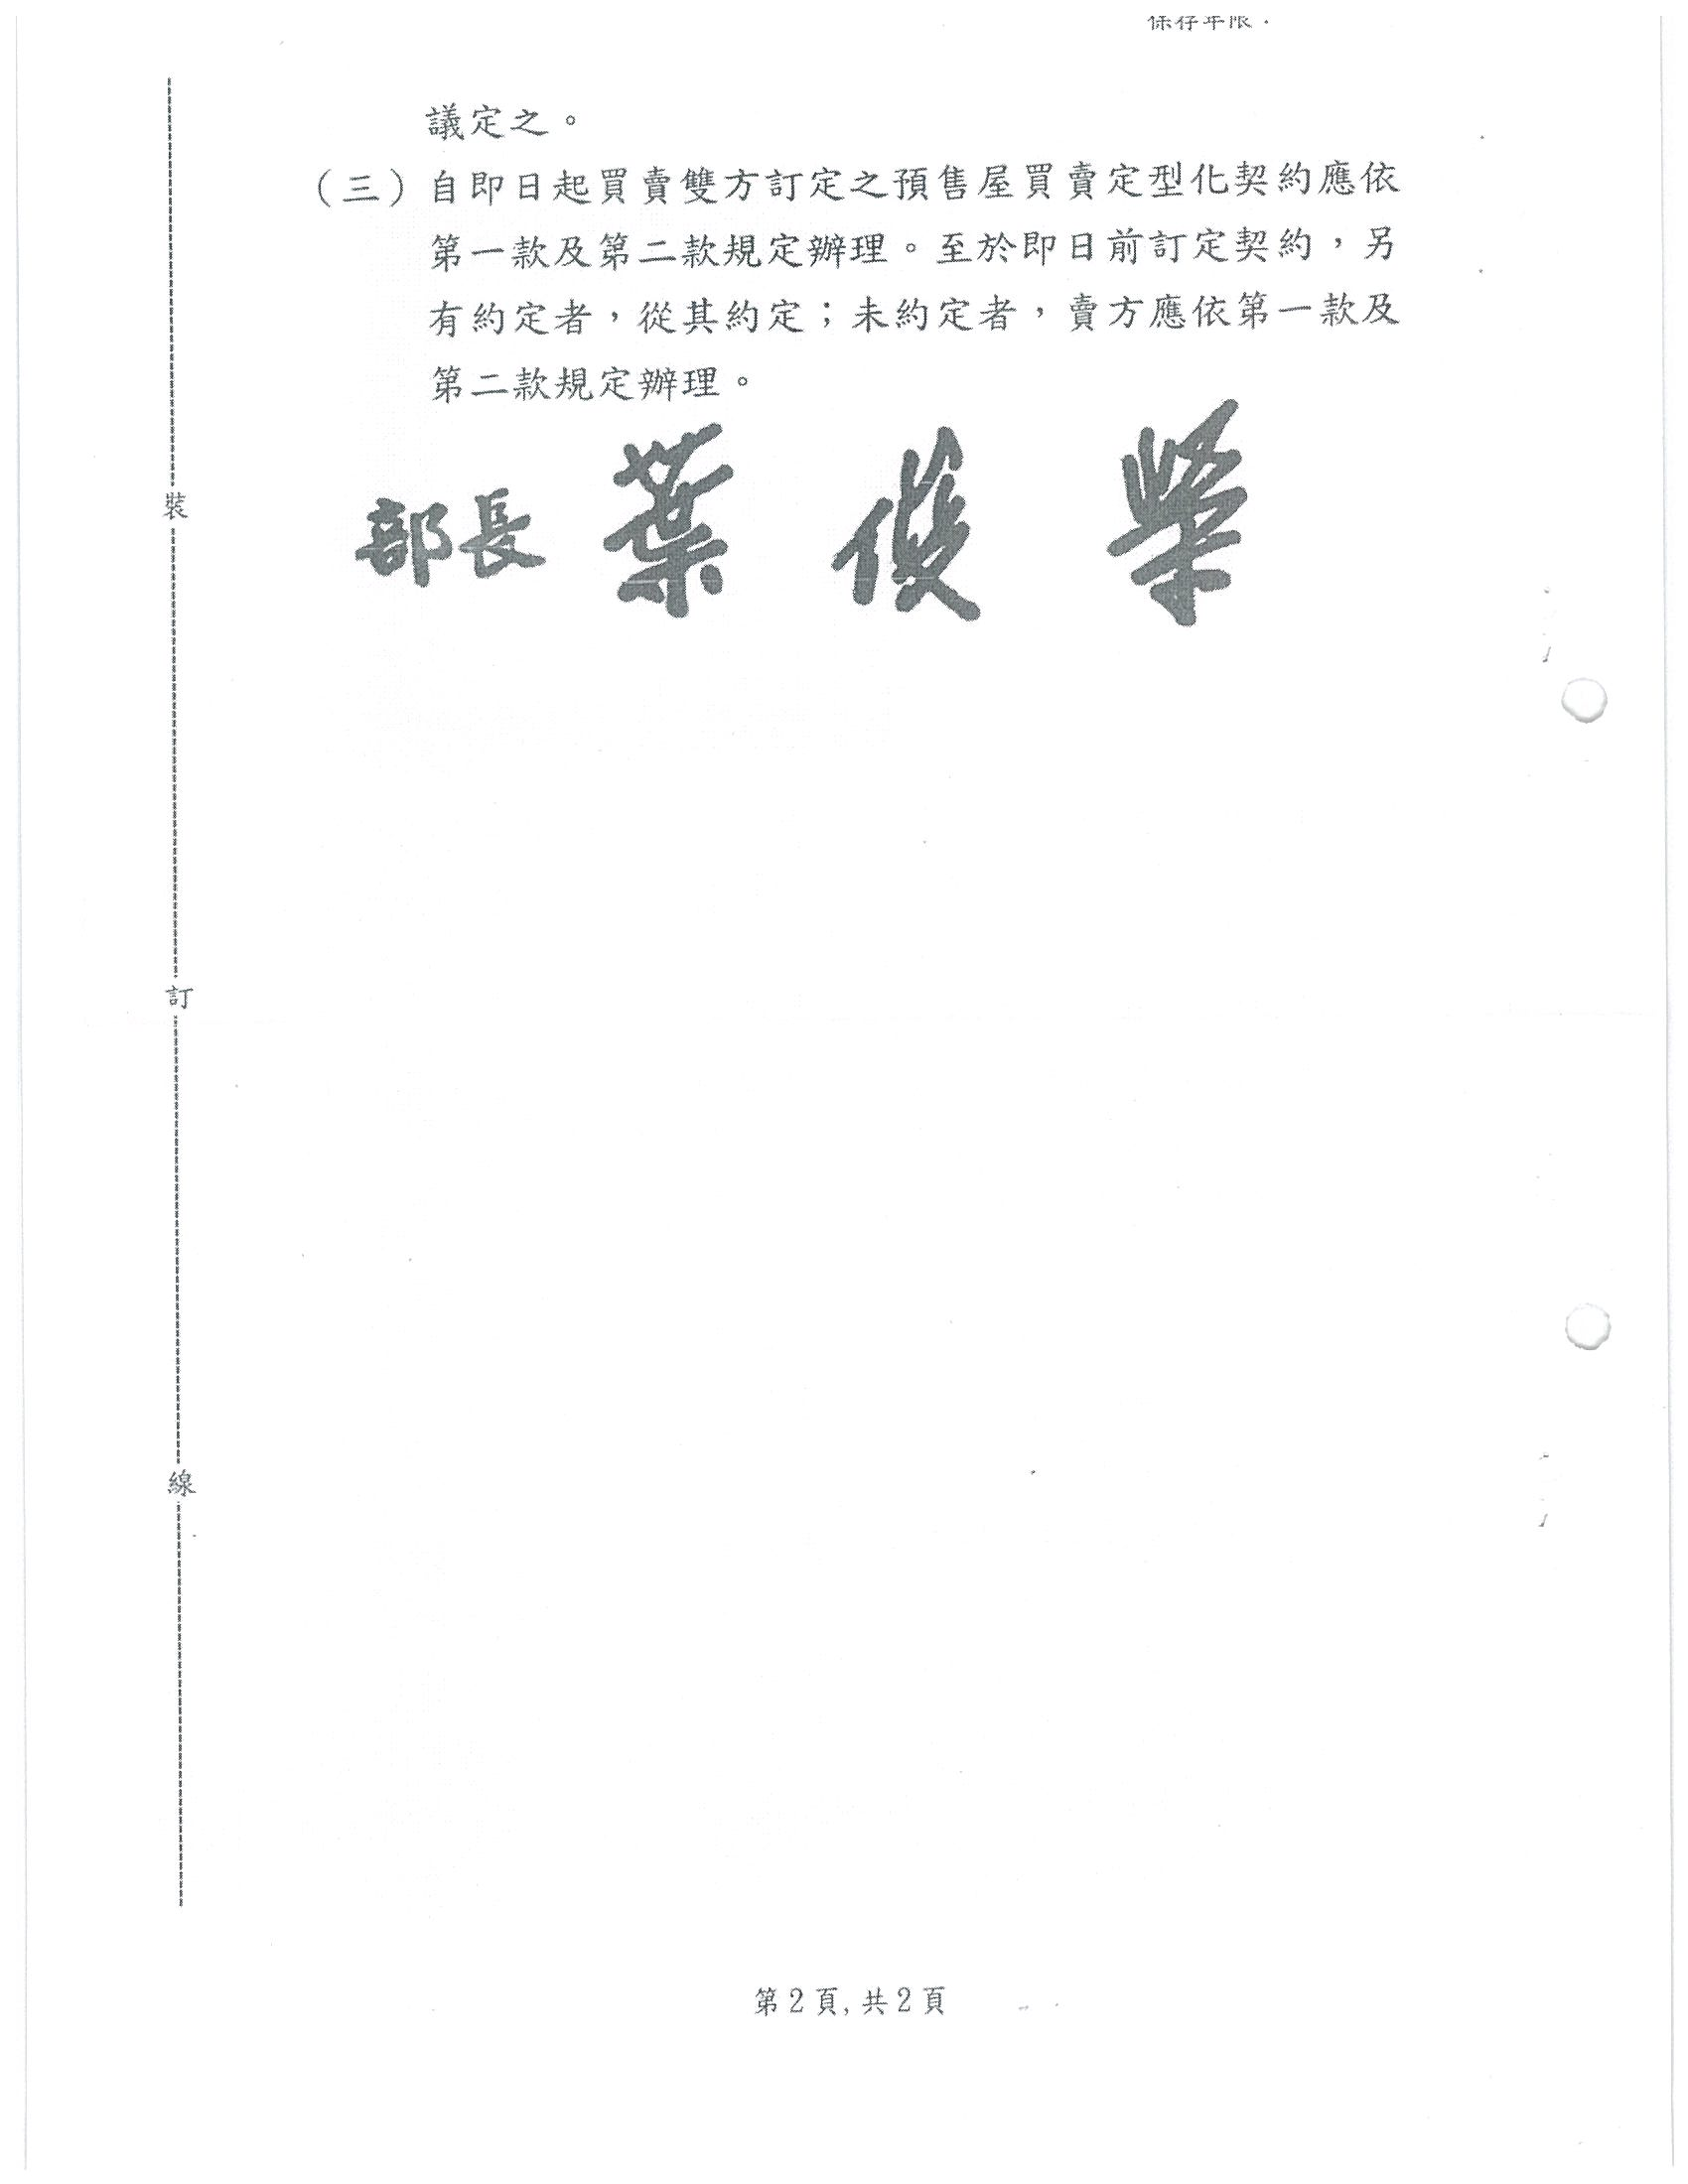 保存年限：
議定之。
（三）自即日起買賣雙方訂定之預售屋買賣定型化契約應依
第一款及第二款規定辦理。至於即日前訂定契約，另
有約定者，從其約定；未約定者，賣方應依第一款及
第二款規定辦理。
部長 葉俊榮
裝
訂
線
第2頁，共2頁